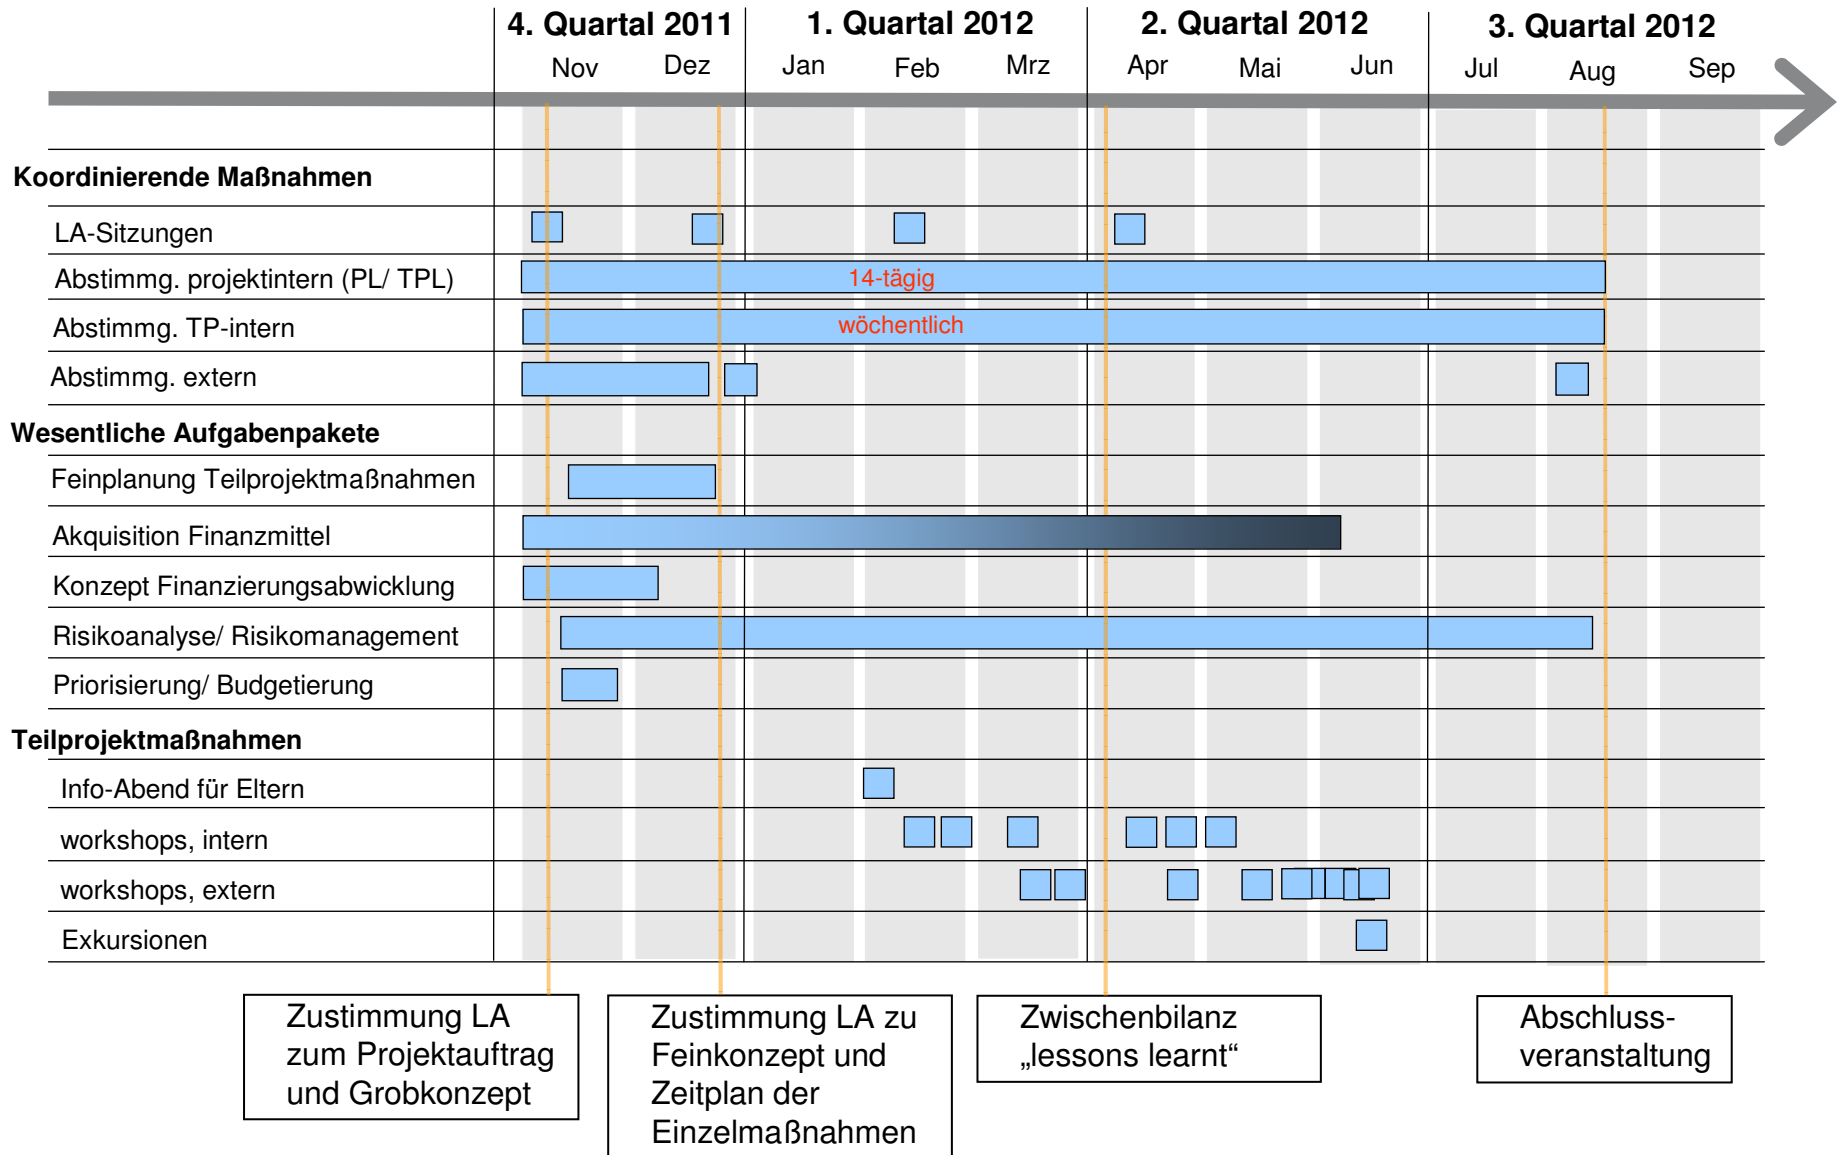 4. Quartal 2011 1. Quartal 2012 2. Quartal 2012 3. Quartal 2012
Nov Dez Jan Feb Mrz Apr Mai Jun Jul Aug Sep
Koordinierende Maßnahmen
LA-Sitzungen
Abstimmg. projektintern (PL/ TPL) 14-tägig
Abstimmg. TP-intern wöchentlich
Abstimmg. extern
Wesentliche Aufgabenpakete
Feinplanung Teilprojektmaßnahmen
Akquisition Finanzmittel
Konzept Finanzierungsabwicklung
Risikoanalyse/ Risikomanagement
Priorisierung/ Budgetierung
Teilprojektmaßnahmen
Info-Abend für Eltern
workshops, intern
workshops, extern
Exkursionen
Zustimmung LA
zum Projektauftrag
und Grobkonzept
Zustimmung LA zu
Feinkonzept und
Zeitplan der
Einzelmaßnahmen
Zwischenbilanz
„lessons learnt“
Abschluss-
veranstaltung